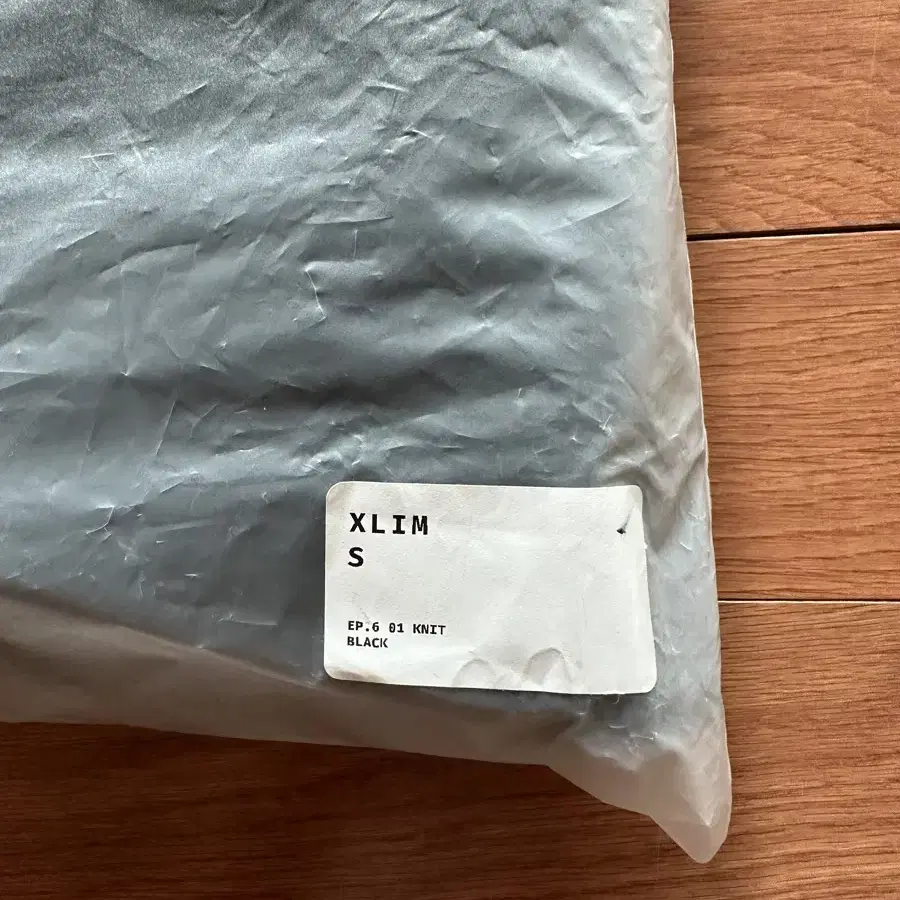 XLIM
S
EP.6 01 KNIT
BLACK